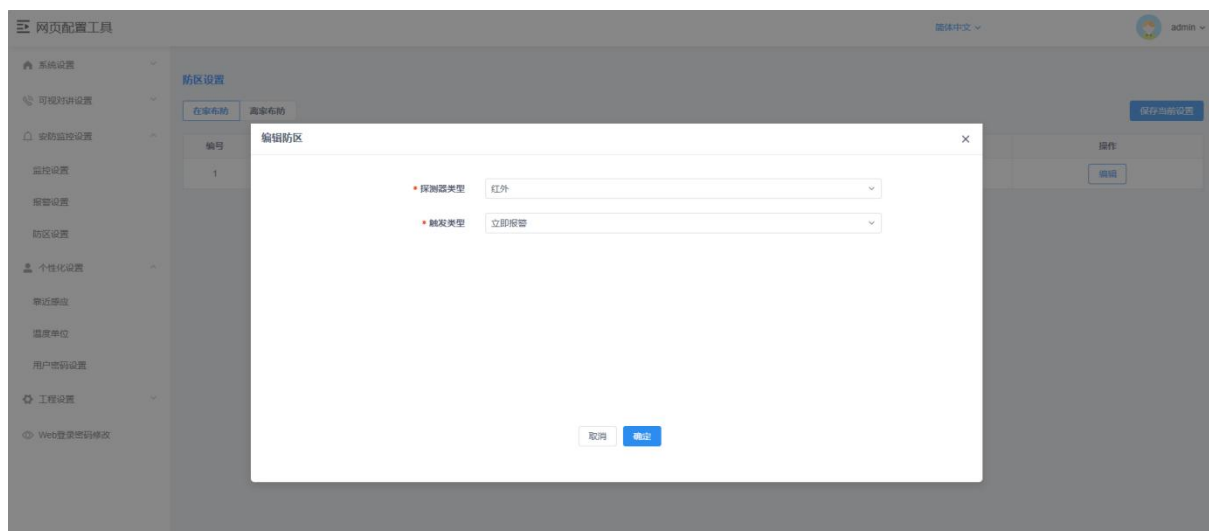 网页配置工具
简体中文
admin
系统设置
可视对讲设置
安防监控设置
监控设置
报警设置
防区设置
个性化设置
靠近感应
温度单位
用户密码设置
工程设置
Web登录密码修改
防区设置
在家布防 离家布防
保存当前设置
编号 操作
1 编辑
编辑防区
* 探测器类型 红外
* 触发类型 立即报警
取消 确定